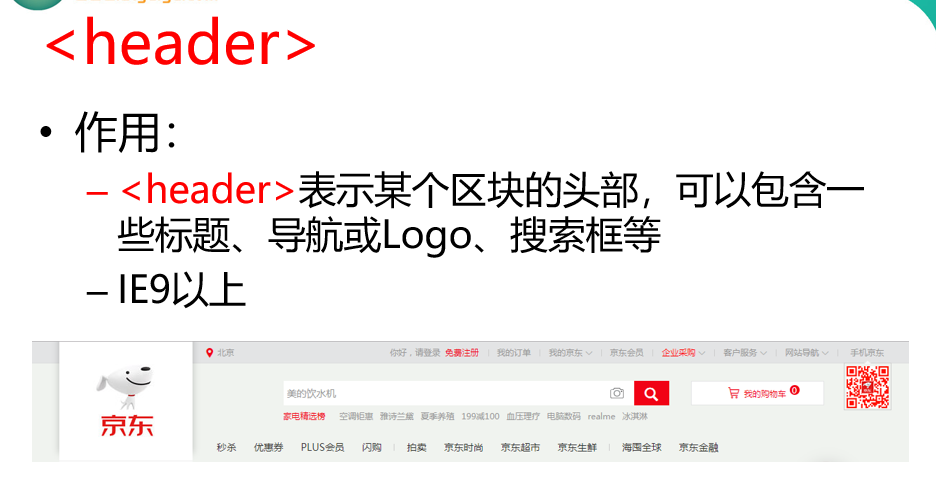 <header>
• 作用：
– <header>表示某个区块的头部，可以包含一
些标题、导航或Logo、搜索框等
– IE9以上
北京 你好，请登录 免费注册 我的订单 我的京东 京东会员 企业采购 客户服务 网站导航 手机京东
美的饮水机 我的购物车 0
家电精选榜 空调钜惠 雅诗兰黛 夏季养殖 199减100 血压理疗 电脑数码 realme 冰淇淋
京东
秒杀 优惠券 PLUS会员 闪购 拍卖 京东时尚 京东超市 京东生鲜 海囤全球 京东金融